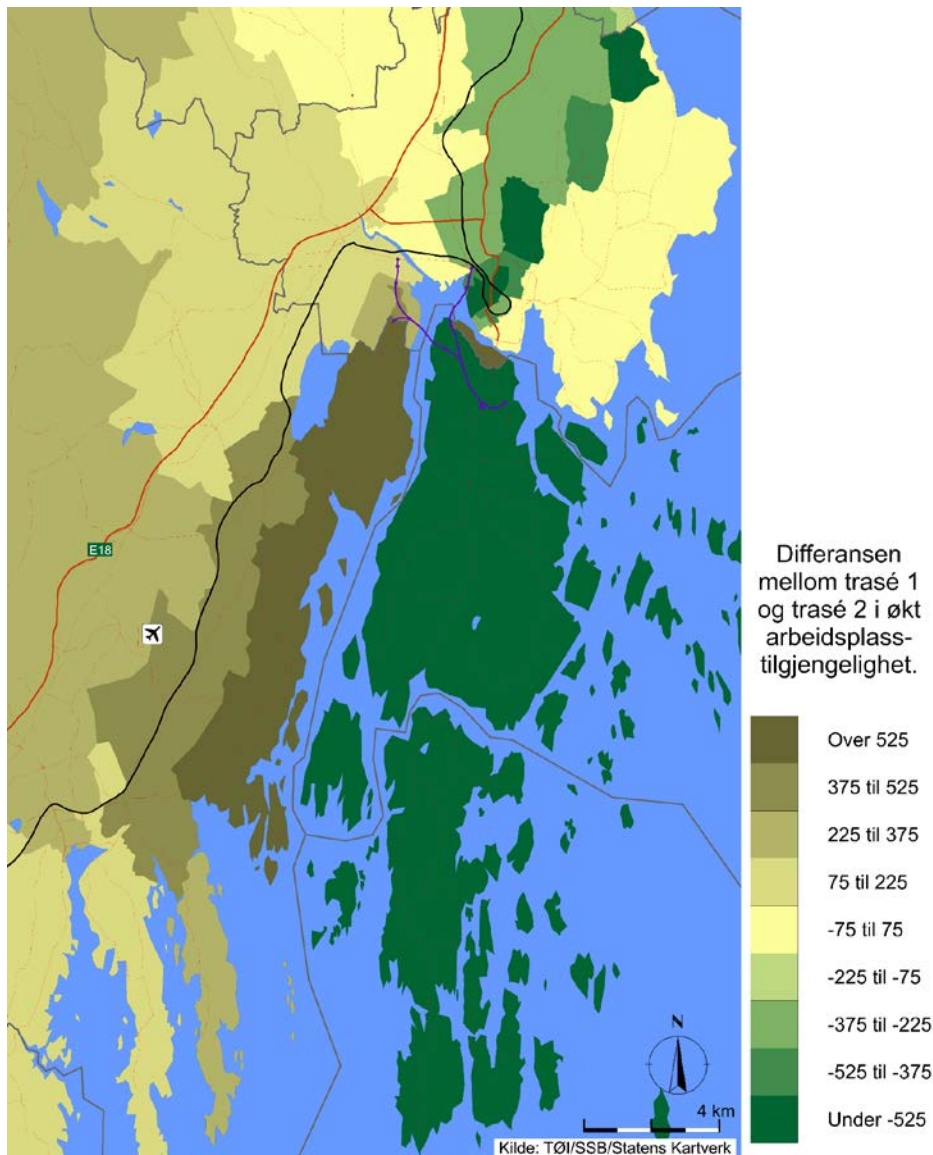 E18
N
4 km
Kilde: TØI/SSB/Statens Kartverk
Differansen
mellom trasé 1
og trasé 2 i økt
arbeidsplass-
tilgjengelighet.
Over 525
375 til 525
225 til 375
75 til 225
-75 til 75
-225 til -75
-375 til -225
-525 til -375
Under -525